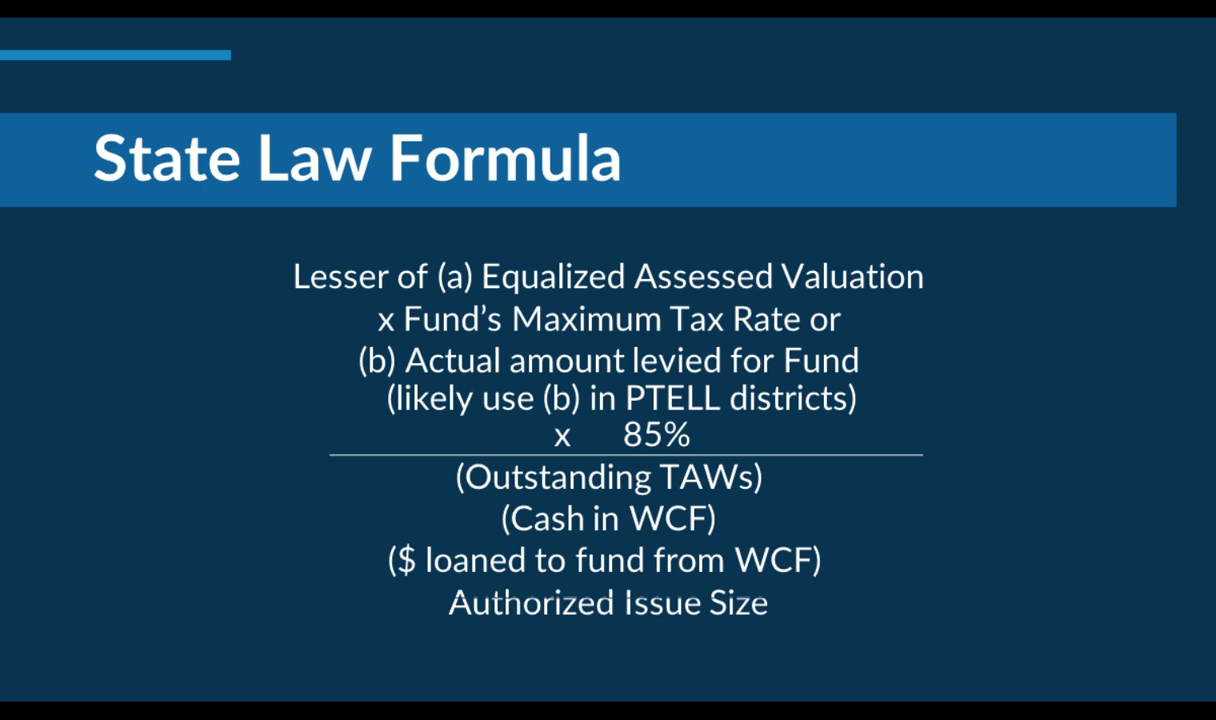 State Law Formula
Lesser of (a) Equalized Assessed Valuation
x Fund’s Maximum Tax Rate or
(b) Actual amount levied for Fund
(likely use (b) in PTELL districts)
x 85%
(Outstanding TAWs)
(Cash in WCF)
($ loaned to fund from WCF)
Authorized Issue Size